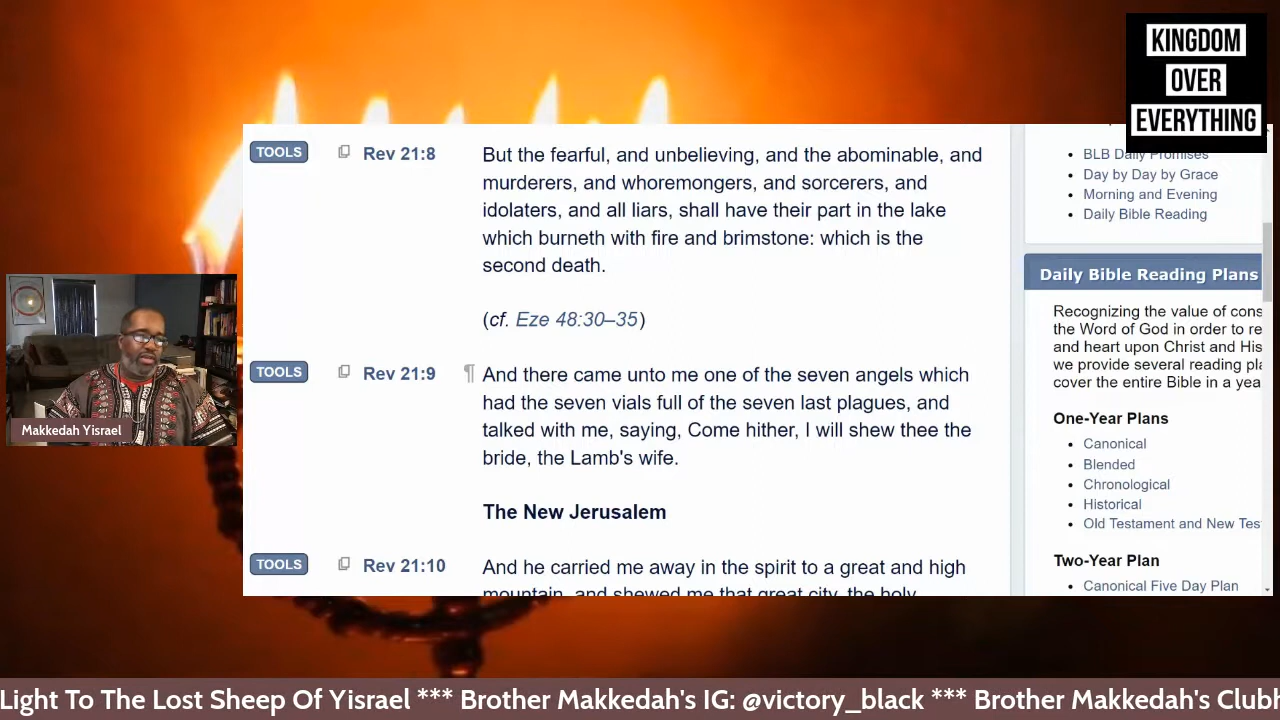 KINGDOM
OVER
EVERYTHING
TOOLS
Rev 21:8
But the fearful, and unbelieving, and the abominable, and
murderers, and whoremongers, and sorcerers, and
idolaters, and all liars, shall have their part in the lake
which burneth with fire and brimstone: which is the
second death.
(cf. Eze 48:30–35)
TOOLS
Rev 21:9
¶ And there came unto me one of the seven angels which
had the seven vials full of the seven last plagues, and
talked with me, saying, Come hither, I will shew thee the
bride, the Lamb's wife.
The New Jerusalem
TOOLS
Rev 21:10
And he carried me away in the spirit to a great and high
mountain, and shewed me that great city, the holy
BLB Daily Promises
Day by Day by Grace
Morning and Evening
Daily Bible Reading
Daily Bible Reading Plans
Recognizing the value of cons
the Word of God in order to re
and heart upon Christ and His
we provide several reading pla
cover the entire Bible in a yea
One-Year Plans
Canonical
Blended
Chronological
Historical
Old Testament and New Tes
Two-Year Plan
Canonical Five Day Plan
Makkedah Yisrael
Light To The Lost Sheep Of Yisrael *** Brother Makkedah's IG: @victory_black *** Brother Makkedah's Clubh